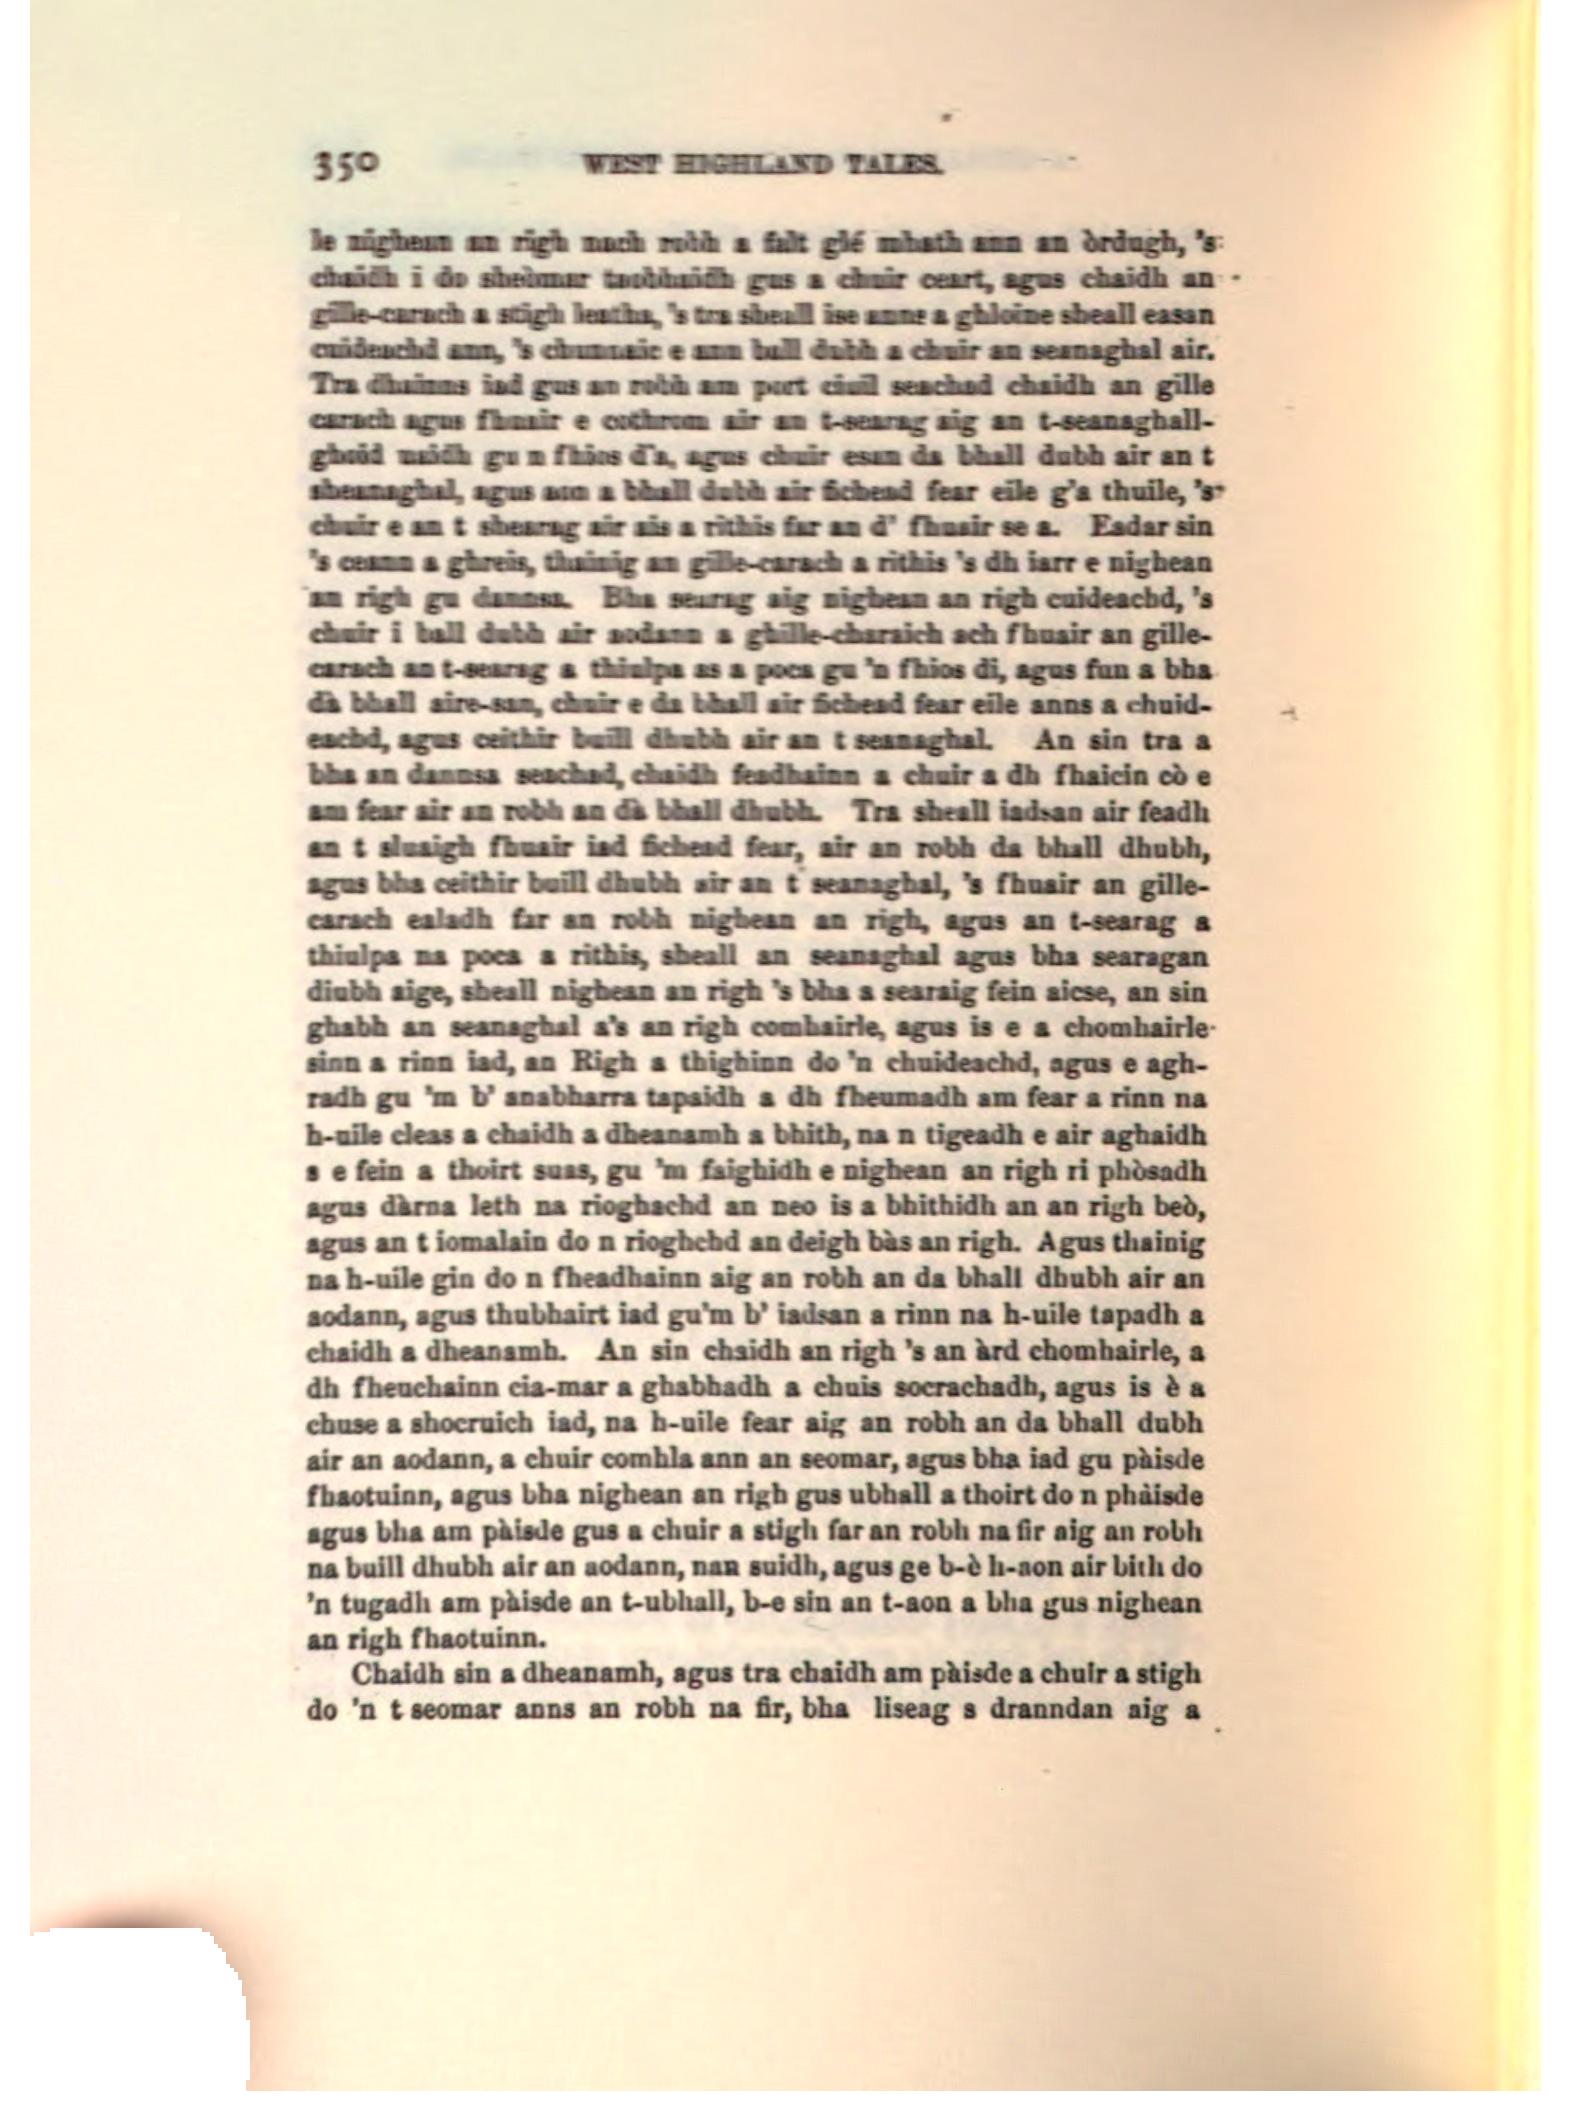 350 WEST HIGHLAND TALES.
le nighean an righ nach robh a falt glé mhath ann an òrdugh, 's
chaidh i do sheòmar taobhaidh gus a chuir ceart, agus chaidh an
gille-carach a stigh leatha, 's tra sheall ise anns a ghloine sheall easan
cuideachd ann, 's chunnaic e ann ball dubh a chuir an seanaghal air.
Tra dhainns iad gus an robh am port ciuil seachad chaidh an gille
carach agus fhuair e cothrom air an t-searag aig an t-seanaghall-
ghoid uaidh gu n fhios d'a, agus chuir esan da bhall dubh air an t
sheanaghal, agus aon a bhall dubh air fichead fear eile g'a thuile, 's
chuir e an t shearag air ais a rithis far an d' fhuair se a. Eadar sin
's ceann a ghreis, thainig an gille-carach a rithis 's dh iarr e nighean
an righ gu dannsa. Bha searag aig nighean an righ cuideachd, 's
chuir i ball dubh air aodann a ghille-charaich ach fhuair an gille-
carach an t-searag a thiulpa as a poca gu 'n fhios di, agus fun a bha
dà bhall aire-san, chuir e da bhall air fichead fear eile anns a chuid-
eachd, agus ceithir buill dhubh air an t seanaghal. An sin tra a
bha an dannsa seachad, chaidh feadhainn a chuir a dh fhaicin cò e
am fear air an robh an dà bhall dhubh. Tra sheall iadsan air feadh
an t sluaigh fhuair iad fichead fear, air an robh da bhall dhubh,
agus bha ceithir buill dhubh air an t seanaghal, 's fhuair an gille-
carach ealadh far an robh nighean an righ, agus an t-searag a
thiulpa na poca a rithis, sheall an seanaghal agus bha searagan
diubh aige, sheall nighean an righ 's bha a searaig fein aicse, an sin
ghabh an seanaghal a's an righ comhairle, agus is e a chomhairle
sinn a rinn iad, an Righ a thighinn do 'n chuideachd, agus e agh-
radh gu 'm b' anabharra tapaidh a dh fheumadh am fear a rinn na
h-uile cleas a chaidh a dheanamh a bhith, na n tigeadh e air aghaidh
s e fein a thoirt suas, gu 'm faighidh e nighean an righ ri phòsadh
agus dàrna leth na rioghachd an neo is a bhithidh an an righ beò,
agus an t iomalain do n rioghchd an deigh bàs an righ. Agus thainig
na h-uile gin do n fheadhainn aig an robh an da bhall dhubh air an
aodann, agus thubhairt iad gu'm b' iadsan a rinn na h-uile tapadh a
chaidh a dheanamh. An sin chaidh an righ 's an àrd chomhairle, a
dh fheuchainn cia-mar a ghabhadh a chuis socrachadh, agus is è a
chuse a shocruich iad, na h-uile fear aig an robh an da bhall dubh
air an aodann, a chuir comhla ann an seomar, agus bha iad gu pàisde
fhaotuinn, agus bha nighean an righ gus ubhall a thoirt do n phàisde
agus bha am pàisde gus a chuir a stigh far an robh na fir aig an robh
na buill dhubh air an aodann, nan suidh, agus ge b-è h-aon air bith do
'n tugadh am pàisde an t-ubhall, b-e sin an t-aon a bha gus nighean
an righ fhaotuinn.
Chaidh sin a dheanamh, agus tra chaidh am pàisde a chuir a stigh
do 'n t seomar anns an robh na fir, bha liseag s dranndan aig a